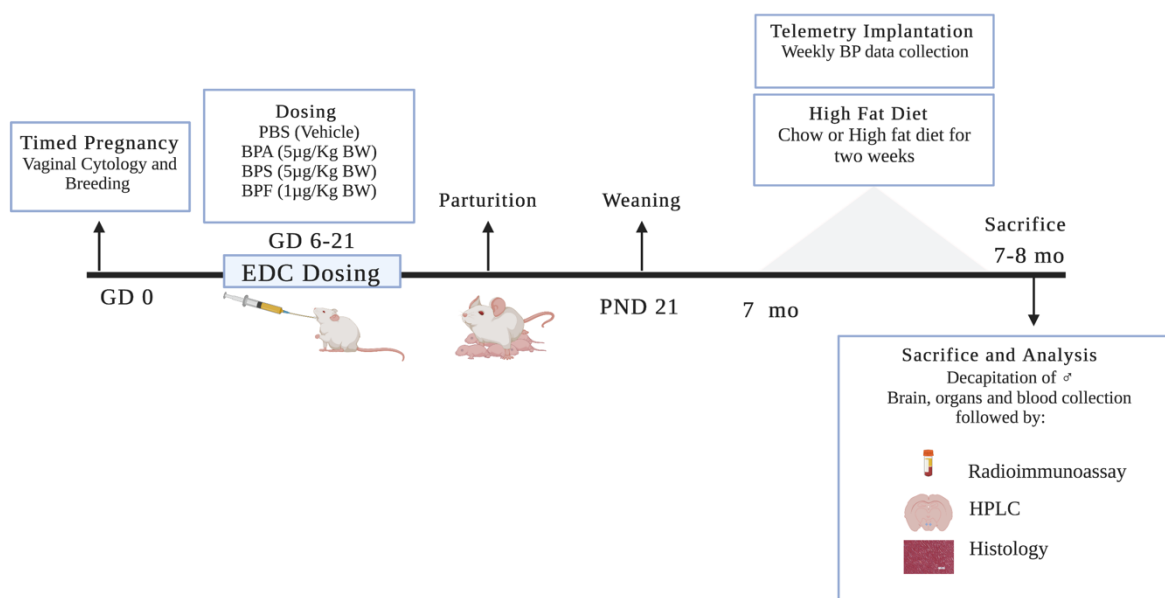 Telemetry Implantation
Weekly BP data collection
High Fat Diet
Chow or High fat diet for
two weeks
Dosing
PBS (Vehicle)
BPA (5µg/Kg BW)
BPS (5µg/Kg BW)
BPF (1µg/Kg BW)
Timed Pregnancy
Vaginal Cytology and
Breeding
Parturition
Weaning
Sacrifice
7-8 mo
GD 6-21
EDC Dosing
GD 0
PND 21
7 mo
Sacrifice and Analysis
Decapitation of ♂
Brain, organs and blood collection
followed by:
Radioimmunoassay
HPLC
Histology